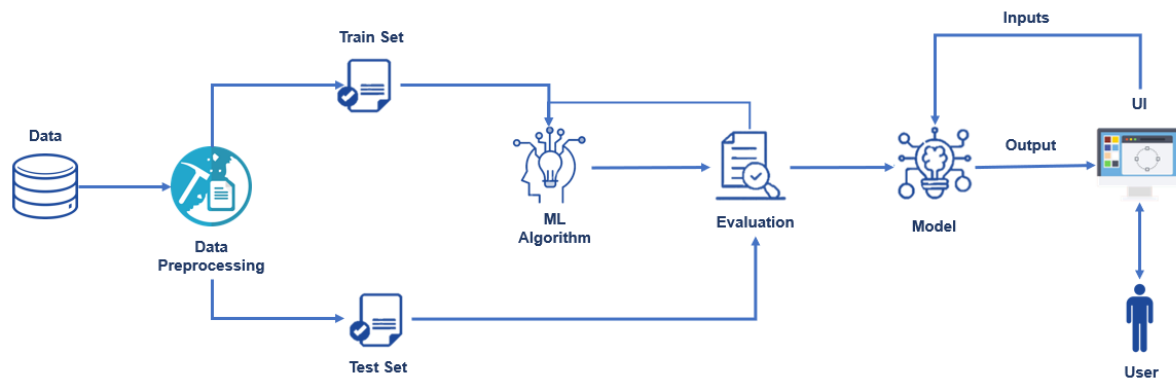 Inputs
Train Set
UI
Data
Output
ML
Algorithm
Evaluation
Model
Data
Preprocessing
Test Set
User